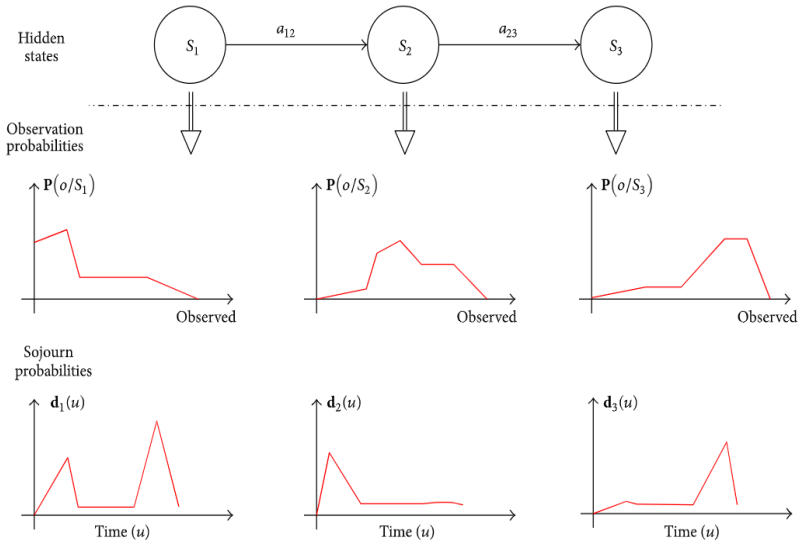 Hidden
states
S1
a12
S2
a23
S3
Observation
probabilities
P(o/S1)
P(o/S2)
P(o/S3)
Observed
Observed
Observed
Sojourn
probabilities
d1(u)
d2(u)
d3(u)
Time (u)
Time (u)
Time (u)